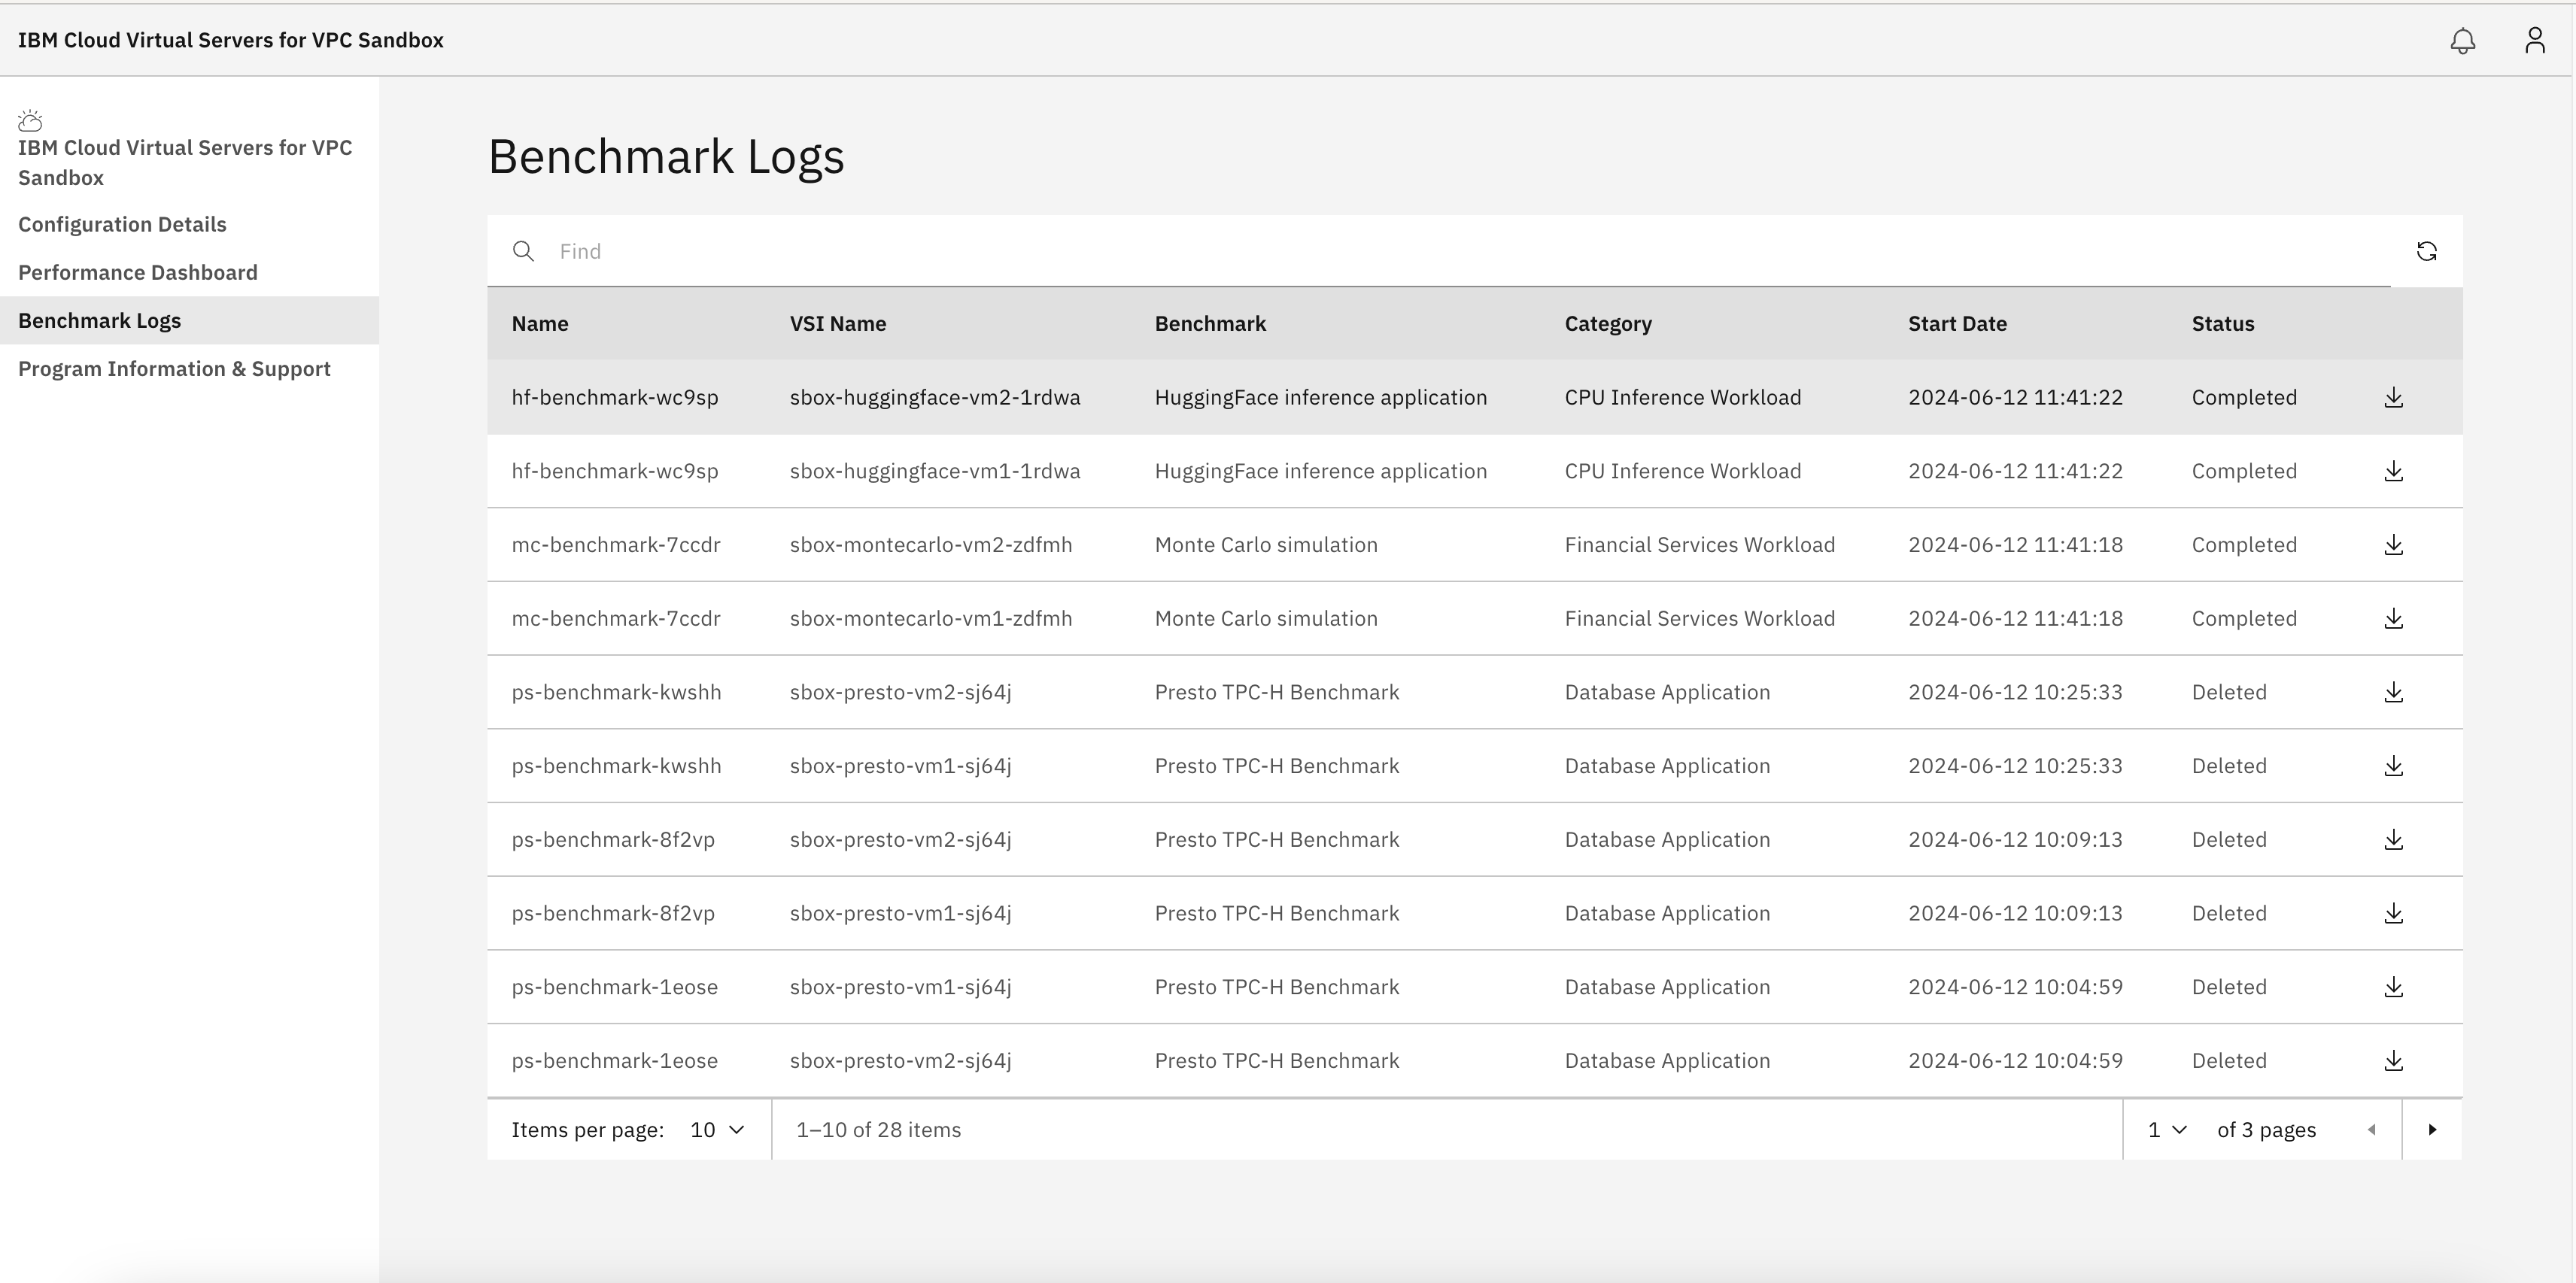 IBM Cloud Virtual Servers for VPC Sandbox
IBM Cloud Virtual Servers for VPC
Sandbox
Configuration Details
Performance Dashboard
Benchmark Logs
Program Information & Support
Benchmark Logs
Find
Name VSI Name Benchmark Category Start Date Status
hf-benchmark-wc9sp sbox-huggingface-vm2-1rdwa HuggingFace inference application CPU Inference Workload 2024-06-12 11:41:22 Completed
hf-benchmark-wc9sp sbox-huggingface-vm1-1rdwa HuggingFace inference application CPU Inference Workload 2024-06-12 11:41:22 Completed
mc-benchmark-7ccdr sbox-montecarlo-vm2-zdfmh Monte Carlo simulation Financial Services Workload 2024-06-12 11:41:18 Completed
mc-benchmark-7ccdr sbox-montecarlo-vm1-zdfmh Monte Carlo simulation Financial Services Workload 2024-06-12 11:41:18 Completed
ps-benchmark-kwshh sbox-presto-vm2-sj64j Presto TPC-H Benchmark Database Application 2024-06-12 10:25:33 Deleted
ps-benchmark-kwshh sbox-presto-vm1-sj64j Presto TPC-H Benchmark Database Application 2024-06-12 10:25:33 Deleted
ps-benchmark-8f2vp sbox-presto-vm2-sj64j Presto TPC-H Benchmark Database Application 2024-06-12 10:09:13 Deleted
ps-benchmark-8f2vp sbox-presto-vm1-sj64j Presto TPC-H Benchmark Database Application 2024-06-12 10:09:13 Deleted
ps-benchmark-1eose sbox-presto-vm1-sj64j Presto TPC-H Benchmark Database Application 2024-06-12 10:04:59 Deleted
ps-benchmark-1eose sbox-presto-vm2-sj64j Presto TPC-H Benchmark Database Application 2024-06-12 10:04:59 Deleted
Items per page: 10 1–10 of 28 items 1 of 3 pages